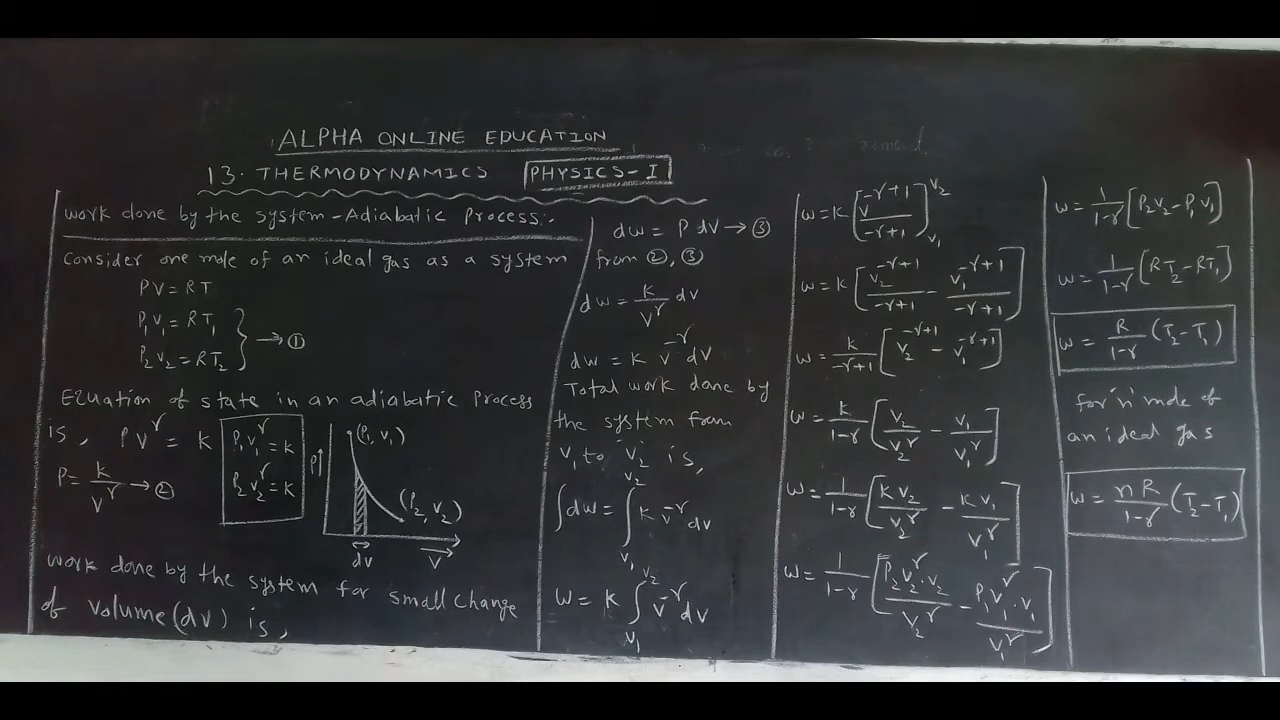 ALPHA ONLINE EDUCATION
13. THERMODYNAMICS PHYSICS-I
Work done by the system - Adiabatic Process:-
Consider one mole of an ideal gas as a system
PV = RT
P₁V₁ = RT₁
P₂V₂ = RT₂ } → ①
Equation of state in an adiabatic process
is, PV^γ = K
P₁V₁^γ = K
P₂V₂^γ = K
P = K/V^γ → ②
P↑
(P₁, V₁)
(P₂, V₂)
dV
V
Work done by the system for small change
of volume (dV) is,
dW = P dV → ③
from ②, ③
dW = K/V^γ dV
dW = K V^-γ dV
Total work done by
the system from
V₁ to V₂ is,
∫dW = ∫_V₁^V₂ K V^-γ dV
W = K ∫_V₁^V₂ V^-γ dV
W = K [V^(-γ+1)/(-γ+1)]_V₁^V₂
W = K [V₂^(-γ+1)/(-γ+1) - V₁^(-γ+1)/(-γ+1)]
W = K/(-γ+1) [V₂^(-γ+1) - V₁^(-γ+1)]
W = K/(1-γ) [V₂/V₂^γ - V₁/V₁^γ]
W = 1/(1-γ) [KV₂/V₂^γ - KV₁/V₁^γ]
W = 1/(1-γ) [P₂V₂^γ·V₂/V₂^γ - P₁V₁^γ·V₁/V₁^γ]
W = 1/(1-γ) [P₂V₂ - P₁V₁]
W = 1/(1-γ) [RT₂ - RT₁]
W = R/(1-γ) (T₂ - T₁)
for 'n' mole of
an ideal gas
W = nR/(1-γ) (T₂ - T₁)